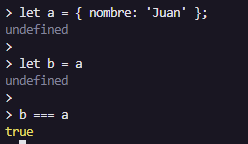 > let a = { nombre: 'Juan' };
undefined
>
> let b = a
undefined
>
> b === a
true